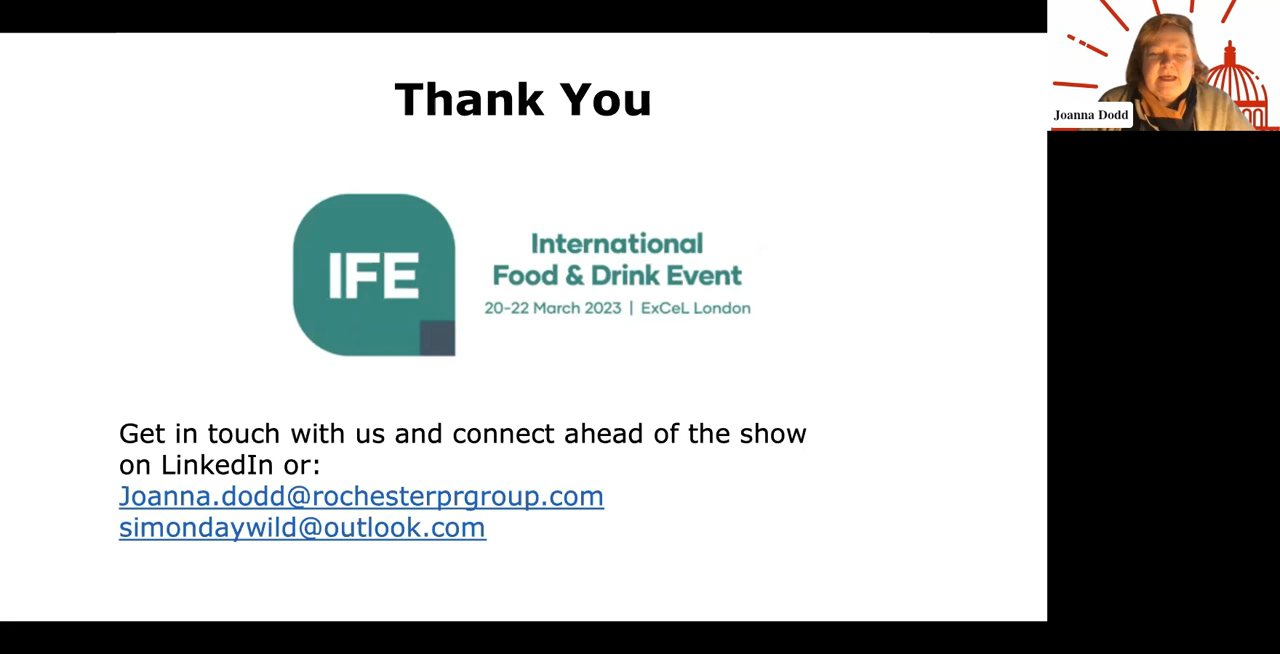 Thank You
IFE
International
Food & Drink Event
20-22 March 2023 | ExCeL London
Get in touch with us and connect ahead of the show
on LinkedIn or:
Joanna.dodd@rochesterprgroup.com
simondaywild@outlook.com
Joanna Dodd